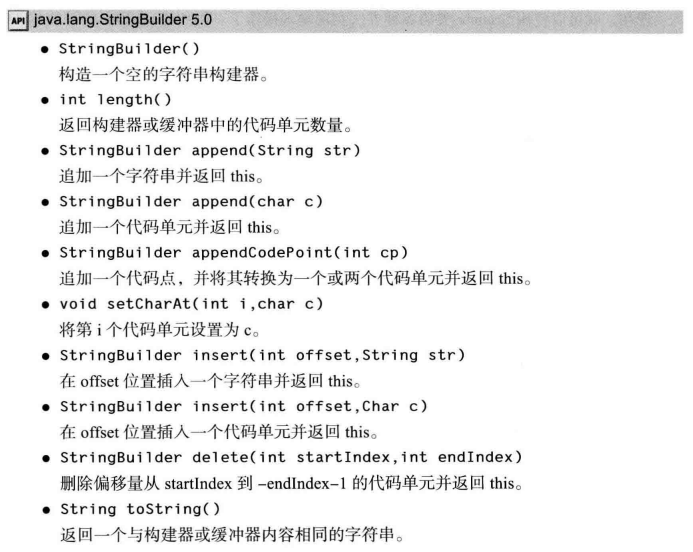 API java.lang.StringBuilder 5.0
● StringBuilder()
构造一个空的字符串构建器。
● int length()
返回构建器或缓冲器中的代码单元数量。
● StringBuilder append(String str)
追加一个字符串并返回 this。
● StringBuilder append(char c)
追加一个代码单元并返回 this。
● StringBuilder appendCodePoint(int cp)
追加一个代码点，并将其转换为一个或两个代码单元并返回 this。
● void setCharAt(int i,char c)
将第 i 个代码单元设置为 c。
● StringBuilder insert(int offset,String str)
在 offset 位置插入一个字符串并返回 this。
● StringBuilder insert(int offset,Char c)
在 offset 位置插入一个代码单元并返回 this。
● StringBuilder delete(int startIndex,int endIndex)
删除偏移量从 startIndex 到 –endIndex–1 的代码单元并返回 this。
● String toString()
返回一个与构建器或缓冲器内容相同的字符串。